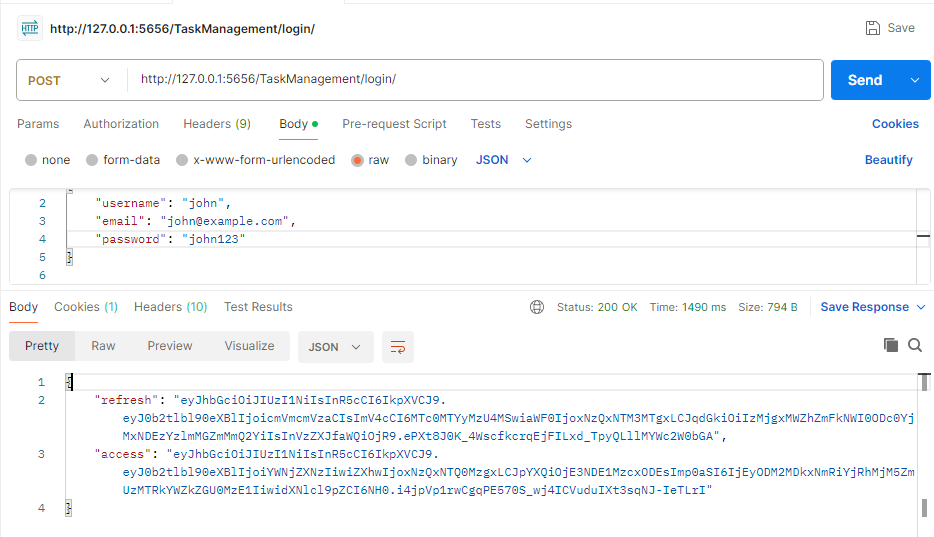 HTTP http://127.0.0.1:5656/TaskManagement/login/ Save
POST http://127.0.0.1:5656/TaskManagement/login/ Send
Params Authorization Headers (9) Body Pre-request Script Tests Settings Cookies
none form-data x-www-form-urlencoded raw binary JSON Beautify
2 "username": "john",
3 "email": "john@example.com",
4 "password": "john123"
5 }
6
Body Cookies (1) Headers (10) Test Results Status: 200 OK Time: 1490 ms Size: 794 B Save Response
Pretty Raw Preview Visualize JSON
1 {
2 "refresh": "eyJhbGciOiJIUzI1NiIsInR5cCI6IkpXVCJ9.
eyJ0b2tlbl90eXBlIjoicmVmcmVzaCIsImV4cCI6MTc0MTYyMzU4MSwiaWF0IjoxNzQxNTM3MTgxLCJqdGkiOiIzMjgxMWZhZmFkNWI0ODc0Yj
MxNDEzYzlmMGZmMmQ2YiIsInVzZXJfaWQiOjR9.ePXt8J0K_4WscfkcrqEjFILxd_TpyQLllMYWc2W0bGA",
3 "access": "eyJhbGciOiJIUzI1NiIsInR5cCI6IkpXVCJ9.
eyJ0b2tlbl90eXBlIjoiYWNjZXNzIiwiZXhwIjoxNzQxNTQ0MzgxLCJpYXQiOjE3NDE1MzcxODEsImp0aSI6IjEyODM2MDkxNmRiYjRhMjM5Zm
UzMTRkYWZkZGU0MzE1IiwidXNlcl9pZCI6NH0.i4jpVp1rwCgqPE570S_wj4ICVuduIXt3sqNJ-IeTLrI"
4 }